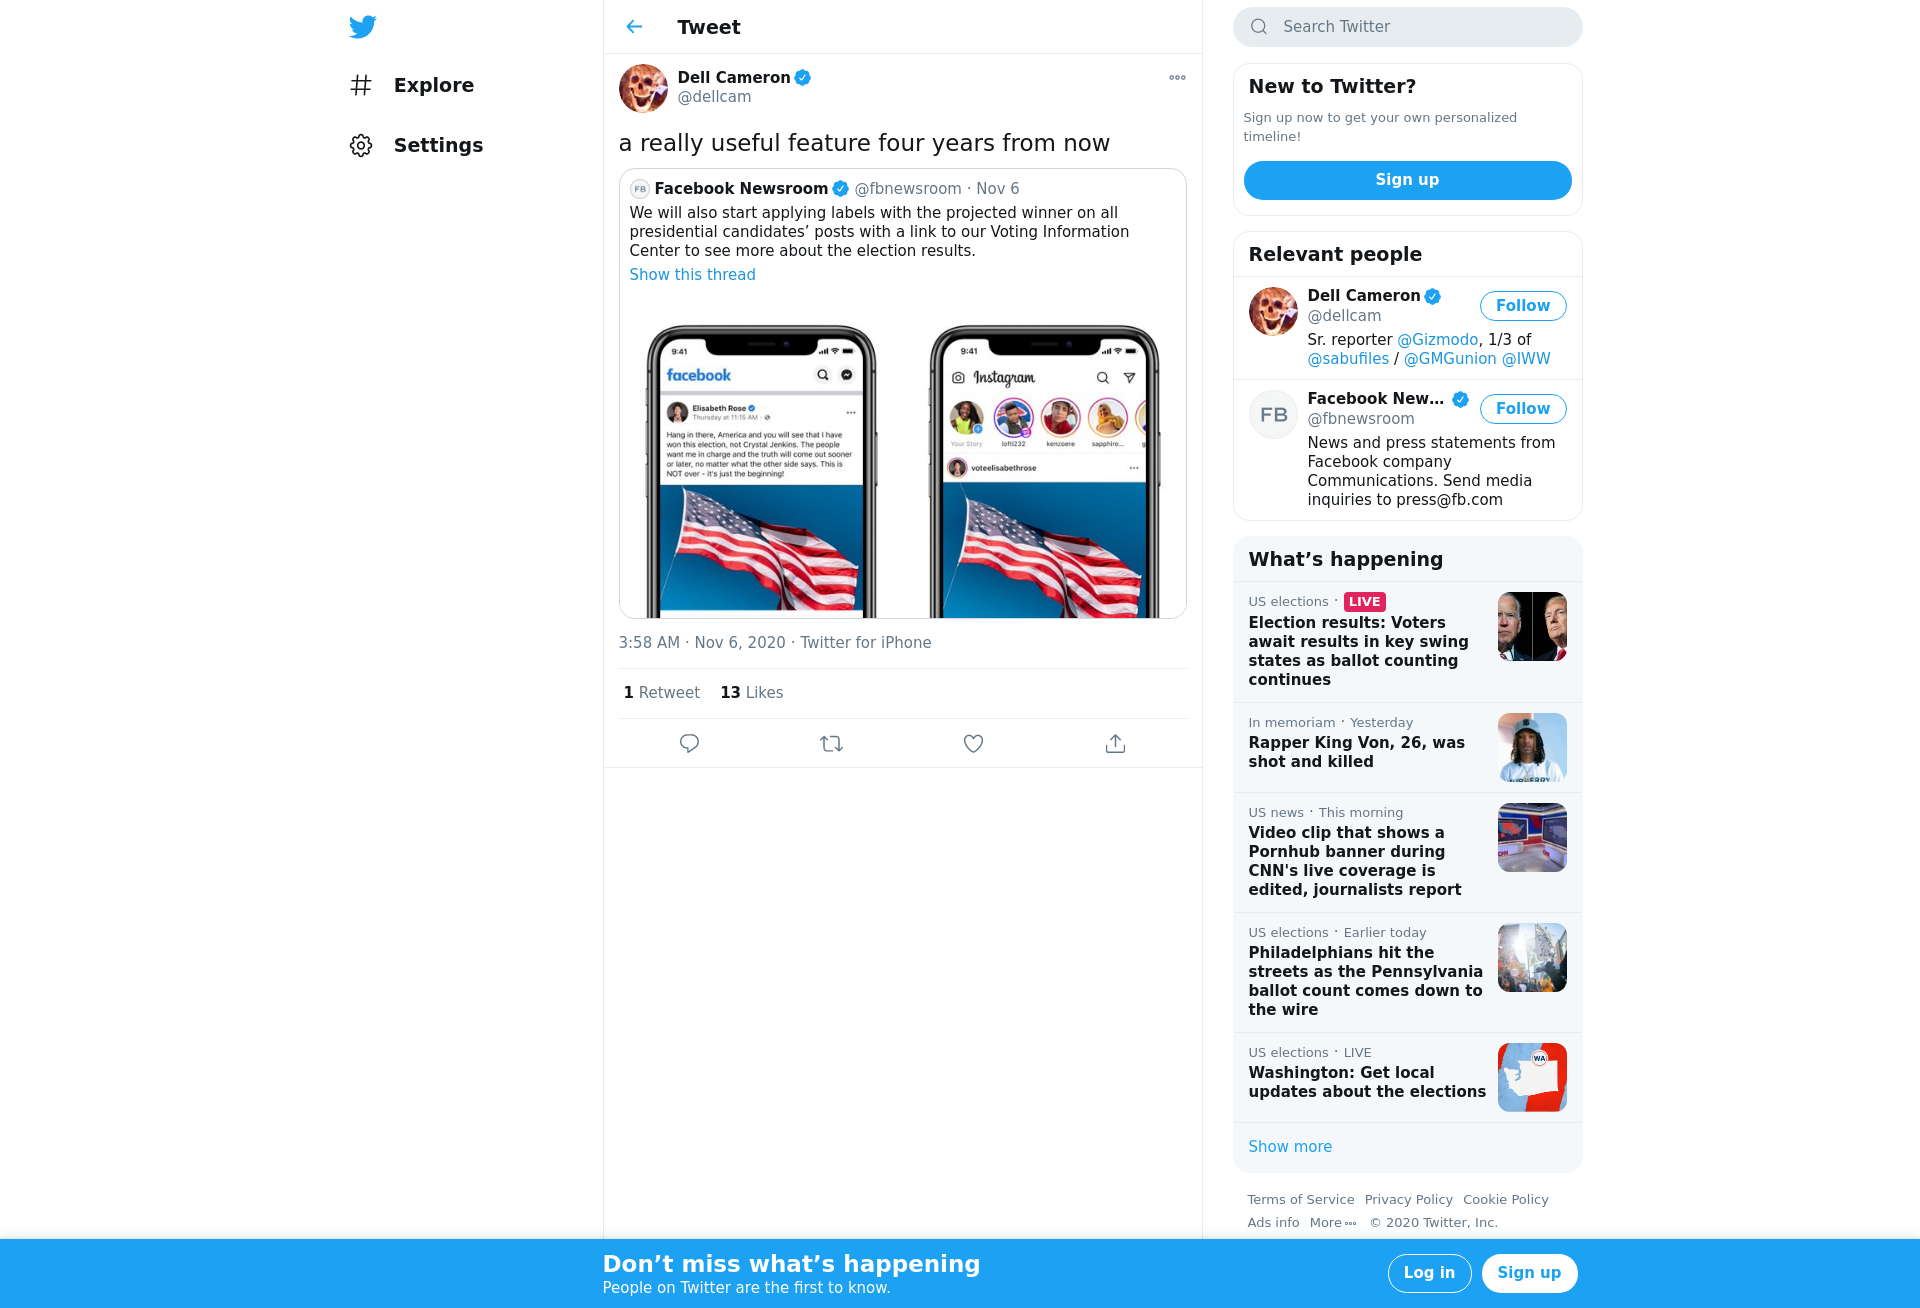 Explore
Settings
Tweet
Dell Cameron
@dellcam
a really useful feature four years from now
FB Facebook Newsroom @fbnewsroom · Nov 6
We will also start applying labels with the projected winner on all
presidential candidates’ posts with a link to our Voting Information
Center to see more about the election results.
Show this thread
9:41
facebook
Elisabeth Rose
Thursday at 11:15 AM ·
Hang in there, America and you will see that I have
won this election, not Crystal Jenkins. The people
want me in charge and the truth will come out sooner
or later, no matter what the other side says. This is
NOT over - it's just the beginning!
9:41
Instagram
Your Story lofti232 kenzoere sapphire...
voteelisabethrose
3:58 AM · Nov 6, 2020 · Twitter for iPhone
1 Retweet 13 Likes
Search Twitter
New to Twitter?
Sign up now to get your own personalized
timeline!
Sign up
Relevant people
Dell Cameron
@dellcam
Follow
Sr. reporter @Gizmodo, 1/3 of
@sabufiles / @GMGunion @IWW
FB
Facebook New...
@fbnewsroom
Follow
News and press statements from
Facebook company
Communications. Send media
inquiries to press@fb.com
What’s happening
US elections · LIVE
Election results: Voters
await results in key swing
states as ballot counting
continues
In memoriam · Yesterday
Rapper King Von, 26, was
shot and killed
US news · This morning
Video clip that shows a
Pornhub banner during
CNN's live coverage is
edited, journalists report
US elections · Earlier today
Philadelphians hit the
streets as the Pennsylvania
ballot count comes down to
the wire
US elections · LIVE
Washington: Get local
updates about the elections
WA
Show more
Terms of Service Privacy Policy Cookie Policy
Ads info More © 2020 Twitter, Inc.
Don’t miss what’s happening
People on Twitter are the first to know.
Log in
Sign up